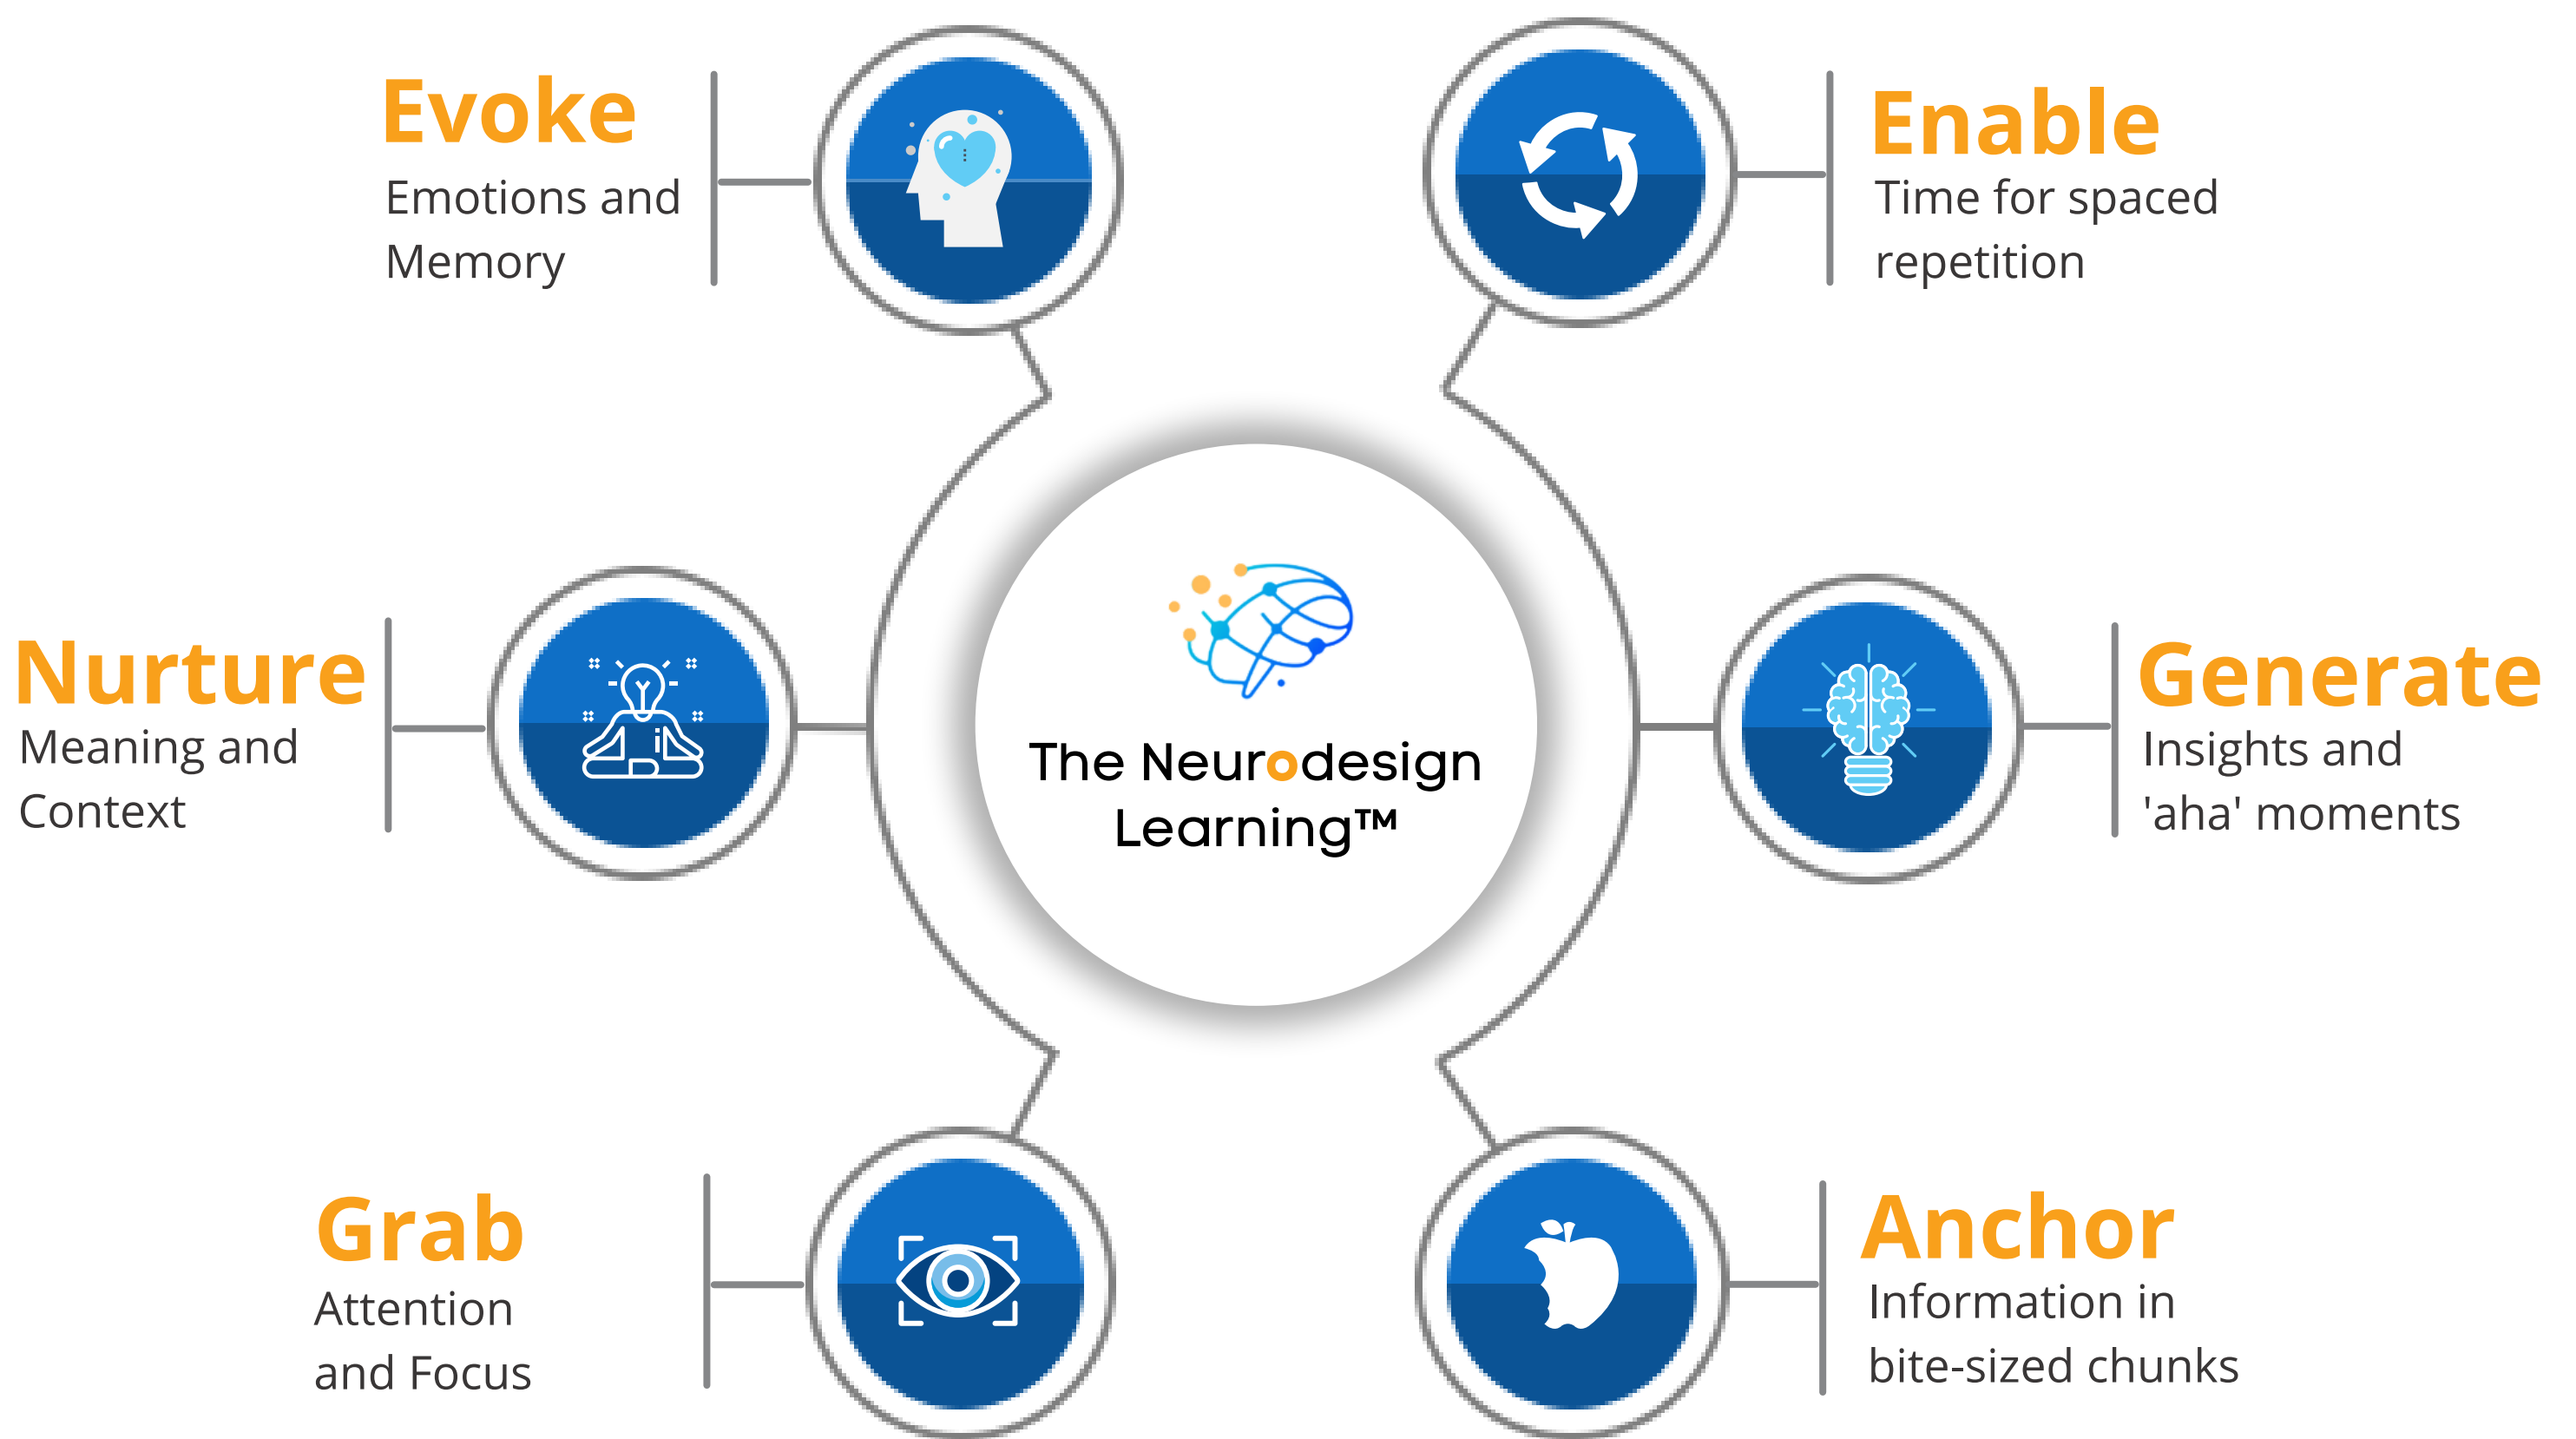 Evoke
Emotions and
Memory
Enable
Time for spaced
repetition
Nurture
Meaning and
Context
The Neurodesign
Learning™
Generate
Insights and
'aha' moments
Grab
Attention
and Focus
Anchor
Information in
bite-sized chunks